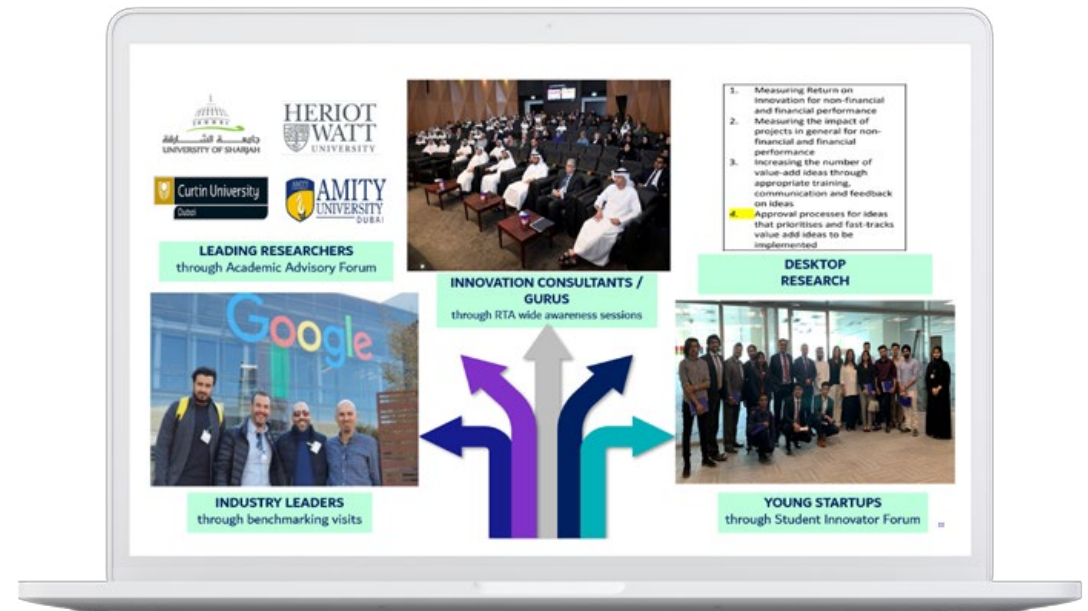 جامعة الشارقة
UNIVERSITY OF SHARJAH
HERIOT
WATT
UNIVERSITY
Curtin University
Dubai
AMITY
UNIVERSITY
DUBAI
LEADING RESEARCHERS
through Academic Advisory Forum
INNOVATION CONSULTANTS /
GURUS
through RTA wide awareness sessions
1. Measuring Return on
Innovation for non-financial
and financial performance
2. Measuring the impact of
projects in general for non-
financial and financial
performance
3. Increasing the number of
value-add ideas through
appropriate training,
communication and feedback
on ideas
4. Approval processes for ideas
that prioritises and fast-tracks
value add ideas to be
implemented
DESKTOP
RESEARCH
Google
INDUSTRY LEADERS
through benchmarking visits
YOUNG STARTUPS
through Student Innovator Forum